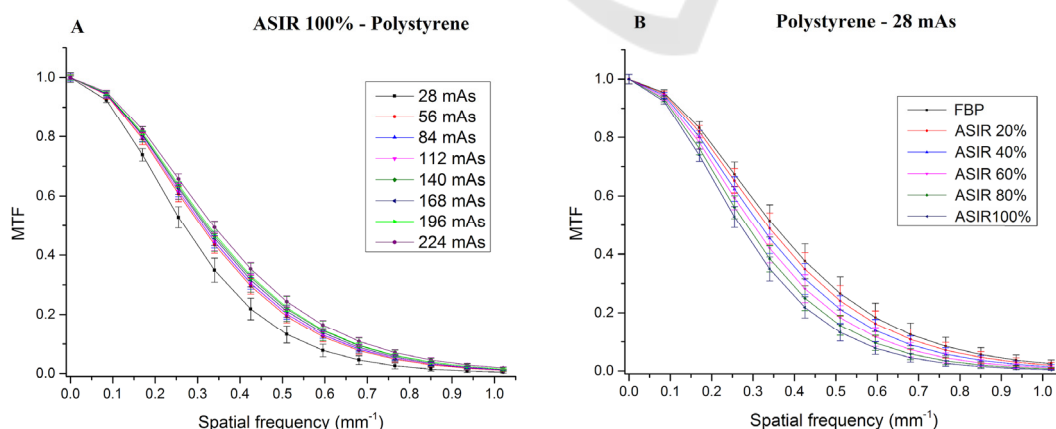 A
ASIR 100% - Polystyrene
MTF
1.0
0.8
0.6
0.4
0.2
0.0
28 mAs
56 mAs
84 mAs
112 mAs
140 mAs
168 mAs
196 mAs
224 mAs
0.0 0.1 0.2 0.3 0.4 0.5 0.6 0.7 0.8 0.9 1.0
Spatial frequency (mm⁻¹)
B
Polystyrene - 28 mAs
MTF
1.0
0.8
0.6
0.4
0.2
0.0
FBP
ASIR 20%
ASIR 40%
ASIR 60%
ASIR 80%
ASIR100%
0.0 0.1 0.2 0.3 0.4 0.5 0.6 0.7 0.8 0.9 1.0
Spatial frequency (mm⁻¹)